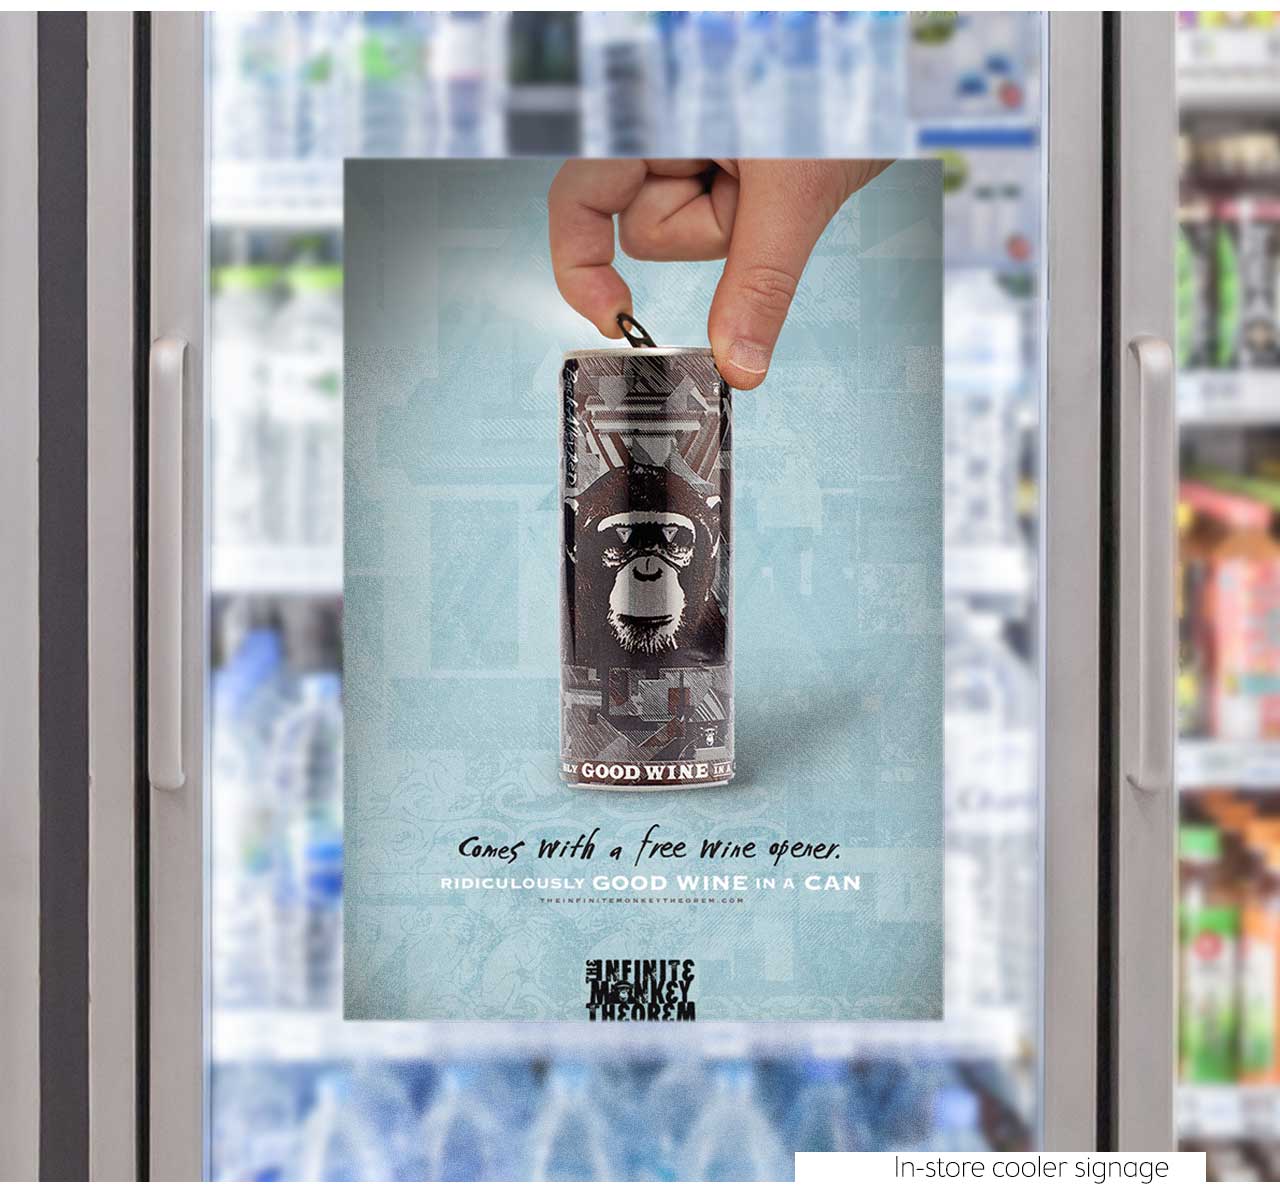 BLY GOOD WINE IN A
Comes with a free wine opener.
RIDICULOUSLY GOOD WINE IN A CAN
THEINFINITEMONKEYTHEOREM.COM
THE INFINITE
MONKEY
THEOREM
In-store cooler signage